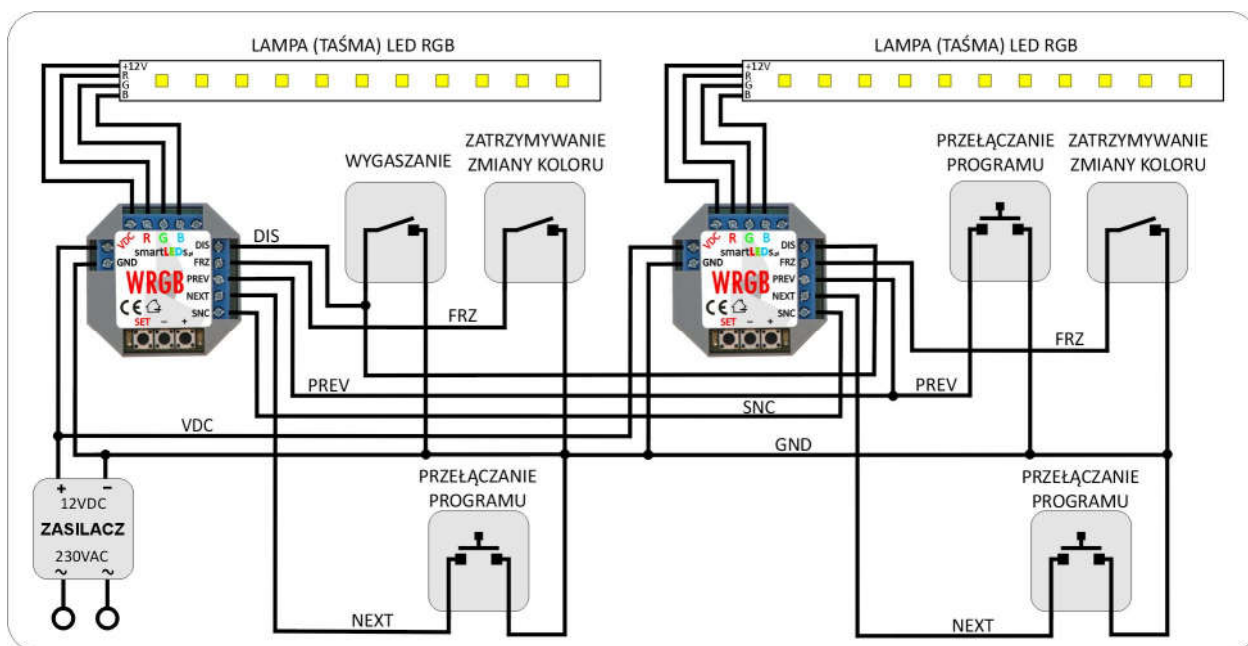 LAMPA (TAŚMA) LED RGB
LAMPA (TAŚMA) LED RGB
+12V
R
G
B
+12V
R
G
B
WYGASZANIE
ZATRZYMYWANIE
ZMIANY KOLORU
PRZEŁĄCZANIE
PROGRAMU
ZATRZYMYWANIE
ZMIANY KOLORU
VDC R G B DIS
GND smartLEDs.pl FRZ
WRGB PREV
NEXT
SNC
CE
SET − +
VDC R G B DIS
GND smartLEDs.pl FRZ
WRGB PREV
NEXT
SNC
CE
SET − +
DIS
FRZ
FRZ
PREV
PREV
SNC
VDC
GND
PRZEŁĄCZANIE
PROGRAMU
PRZEŁĄCZANIE
PROGRAMU
+ −
12VDC
ZASILACZ
230VAC
~ ~
NEXT
NEXT